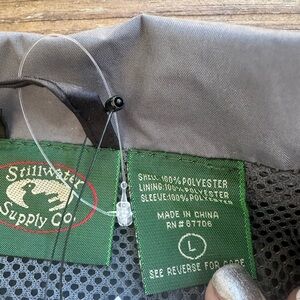 Stillwater
Supply Co.
SHELL:100%POLYESTER
LINING:100%POLYESTER
SLEEVE:100%POLYESTER
MADE IN CHINA
RN# 67706
L
SEE REVERSE FOR CARE